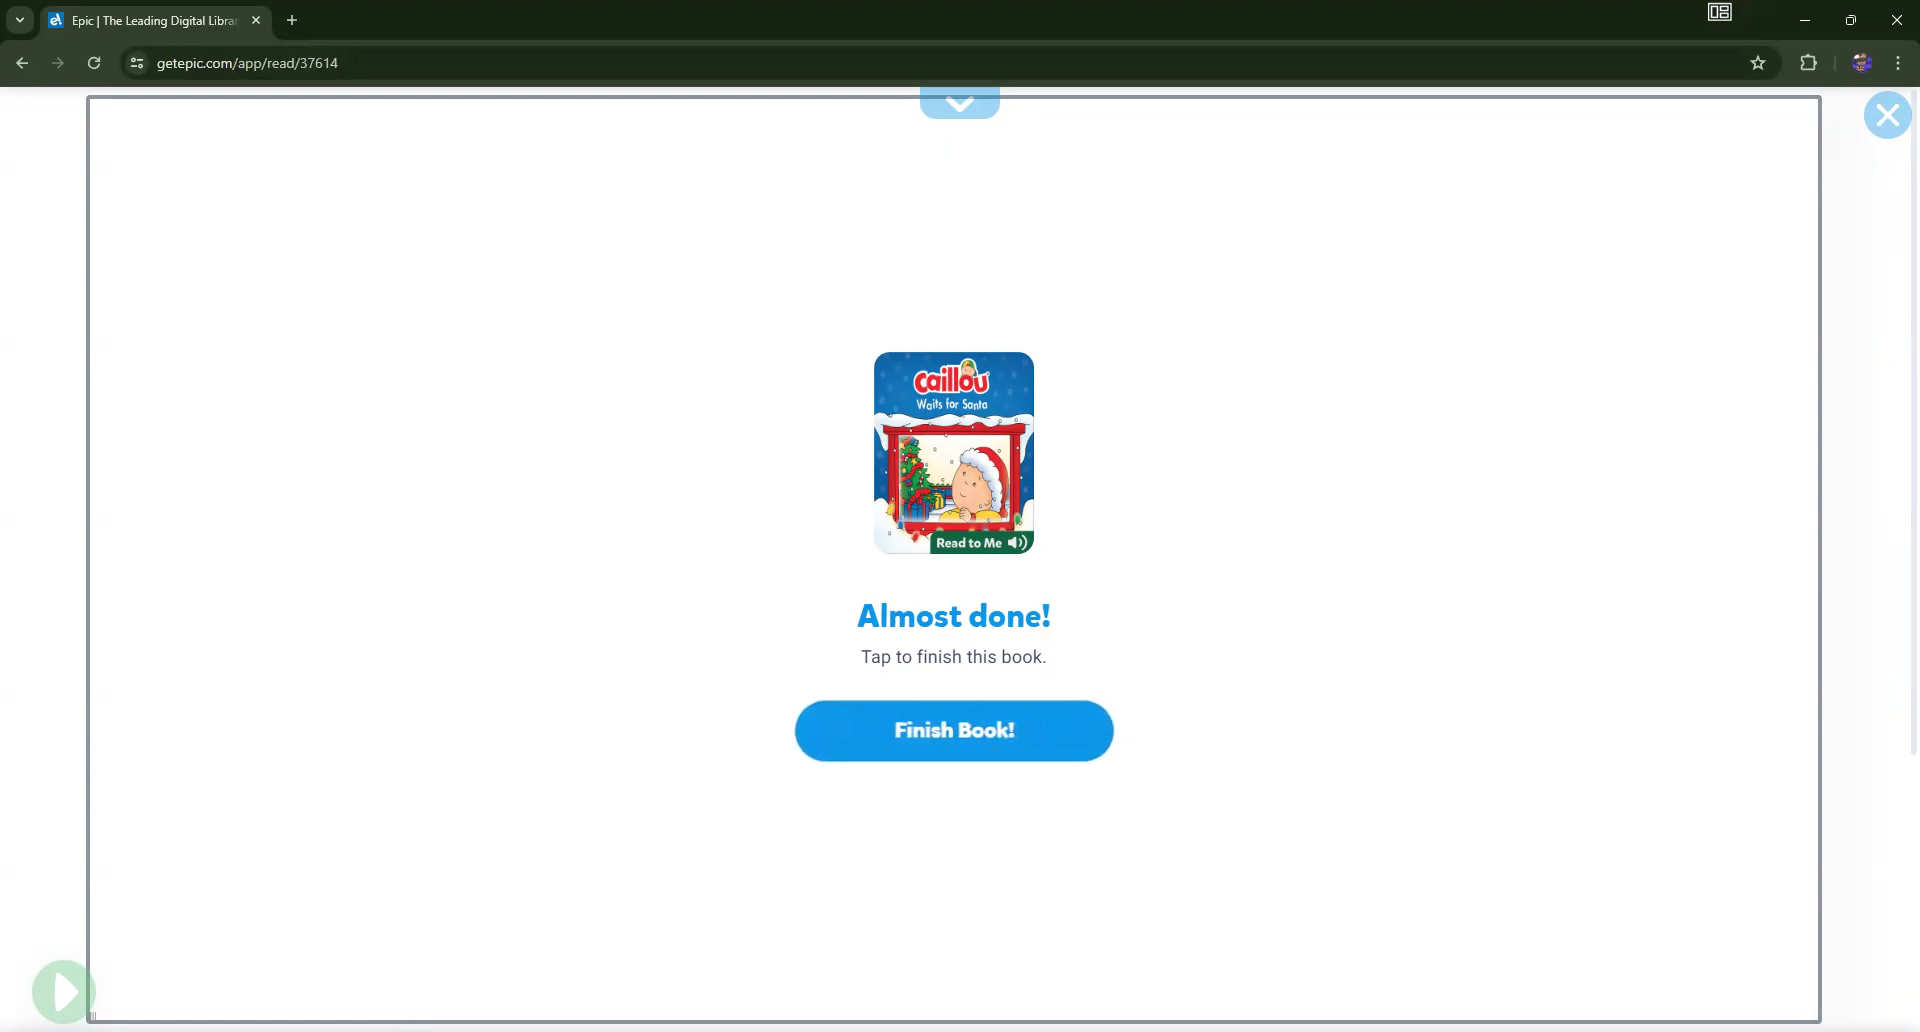 Epic | The Leading Digital Librar
getepic.com/app/read/37614
caillou
Waits for Santa
Read to Me
Almost done!
Tap to finish this book.
Finish Book!